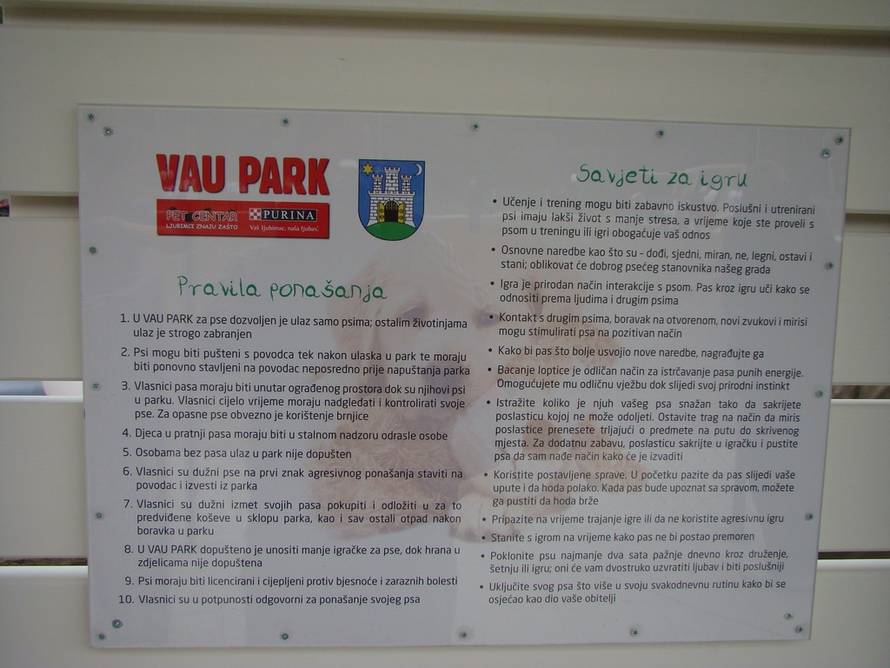 VAU PARK
PET CENTAR
LJUBIMCI ZNAJU ZAŠTO
PURINA
Vaš ljubimac, naša ljubav!
Pravila ponašanja
1. U VAU PARK za pse dozvoljen je ulaz samo psima; ostalim životinjama
ulaz je strogo zabranjen
2. Psi mogu biti pušteni s povodca tek nakon ulaska u park te moraju
biti ponovno stavljeni na povodac neposredno prije napuštanja parka
3. Vlasnici pasa moraju biti unutar ograđenog prostora dok su njihovi psi
u parku. Vlasnici cijelo vrijeme moraju nadgledati i kontrolirati svoje
pse. Za opasne pse obvezno je korištenje brnjice
4. Djeca u pratnji pasa moraju biti u stalnom nadzoru odrasle osobe
5. Osobama bez pasa ulaz u park nije dopušten
6. Vlasnici su dužni pse na prvi znak agresivnog ponašanja staviti na
povodac i izvesti iz parka
7. Vlasnici su dužni izmet svojih pasa pokupiti i odložiti u za to
predviđene koševe u sklopu parka, kao i sav ostali otpad nakon
boravka u parku
8. U VAU PARK dopušteno je unositi manje igračke za pse, dok hrana u
zdjelicama nije dopuštena
9. Psi moraju biti licencirani i cijepljeni protiv bjesnoće i zaraznih bolesti
10. Vlasnici su u potpunosti odgovorni za ponašanje svojeg psa
Savjeti za igru
• Učenje i trening mogu biti zabavno iskustvo. Poslušni i utrenirani
psi imaju lakši život s manje stresa, a vrijeme koje ste proveli s
psom u treningu ili igri obogaćuje vaš odnos
• Osnovne naredbe kao što su - dođi, sjedni, miran, ne, legni, ostavi i
stani; oblikovat će dobrog psećeg stanovnika našeg grada
• Igra je prirodan način interakcije s psom. Pas kroz igru uči kako se
odnositi prema ljudima i drugim psima
• Kontakt s drugim psima, boravak na otvorenom, novi zvukovi i mirisi
mogu stimulirati psa na pozitivan način
• Kako bi pas što bolje usvojio nove naredbe, nagrađujte ga
• Bacanje loptice je odličan način za istrčavanje pasa punih energije.
Omogućujete mu odličnu vježbu dok slijedi svoj prirodni instinkt
• Istražite koliko je njuh vašeg psa snažan tako da sakrijete
poslasticu kojoj ne može odoljeti. Ostavite trag na način da miris
poslastice prenesete trljajući o predmete na putu do skrivenog
mjesta. Za dodatnu zabavu, poslasticu sakrijte u igračku i pustite
psa da sam nađe način kako će je izvaditi
• Koristite postavljene sprave. U početku pazite da pas slijedi vaše
upute i da hoda polako. Kada pas bude upoznat sa spravom, možete
ga pustiti da hoda brže
• Pripazite na vrijeme trajanje igre ili da ne koristite agresivnu igru
• Stanite s igrom na vrijeme kako pas ne bi postao premoren
• Poklonite psu najmanje dva sata pažnje dnevno kroz druženje,
šetnju ili igru; oni će vam dvostruko uzvratiti ljubav i biti poslušniji
• Uključite svog psa što više u svoju svakodnevnu rutinu kako bi se
osjećao kao dio vaše obitelji